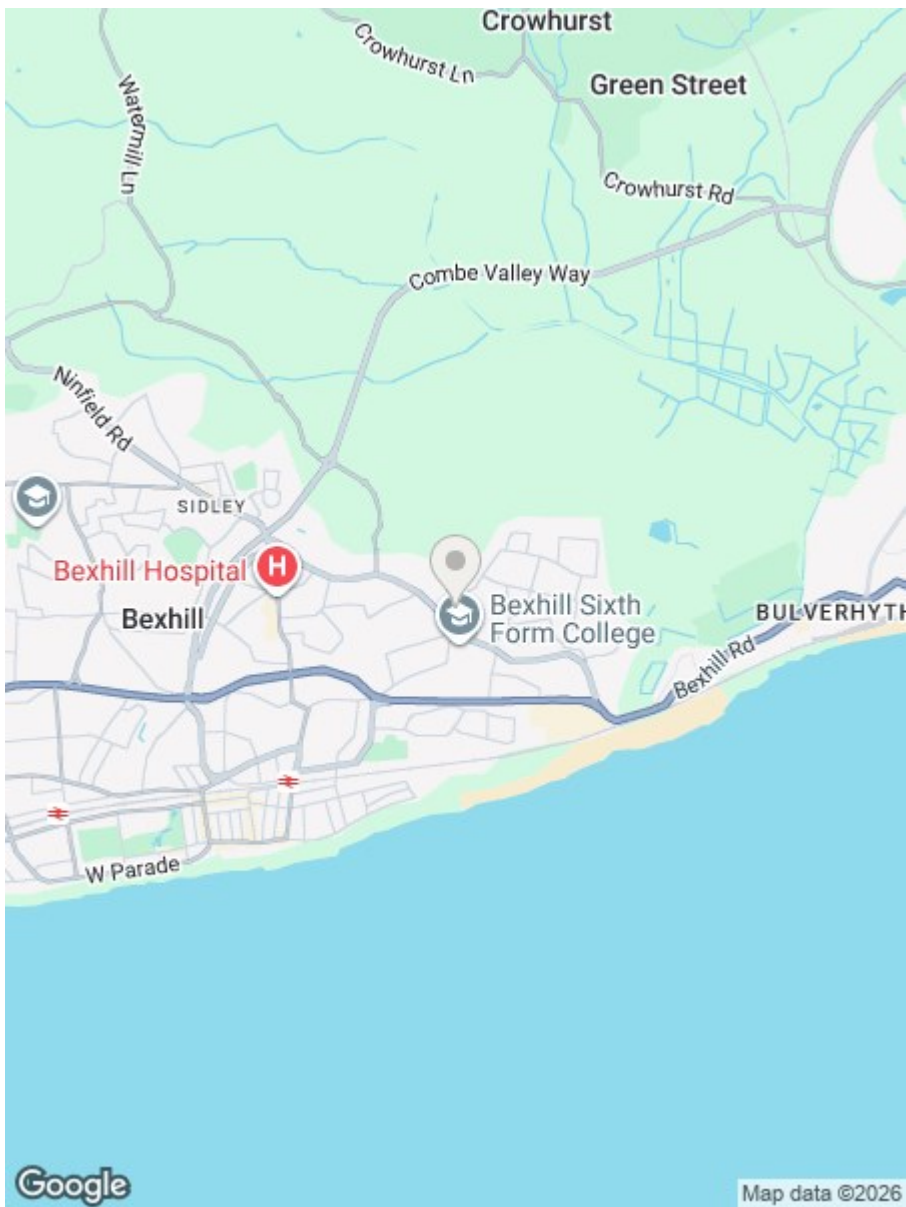 Crowhurst
Crowhurst Ln
Green Street
Watermill Ln
Crowhurst Rd
Combe Valley Way
Ninfield Rd
SIDLEY
H
Bexhill Hospital
Bexhill
Bexhill Sixth
Form College
BULVERHYTH
Bexhill Rd
W Parade
Google
Map data ©2026